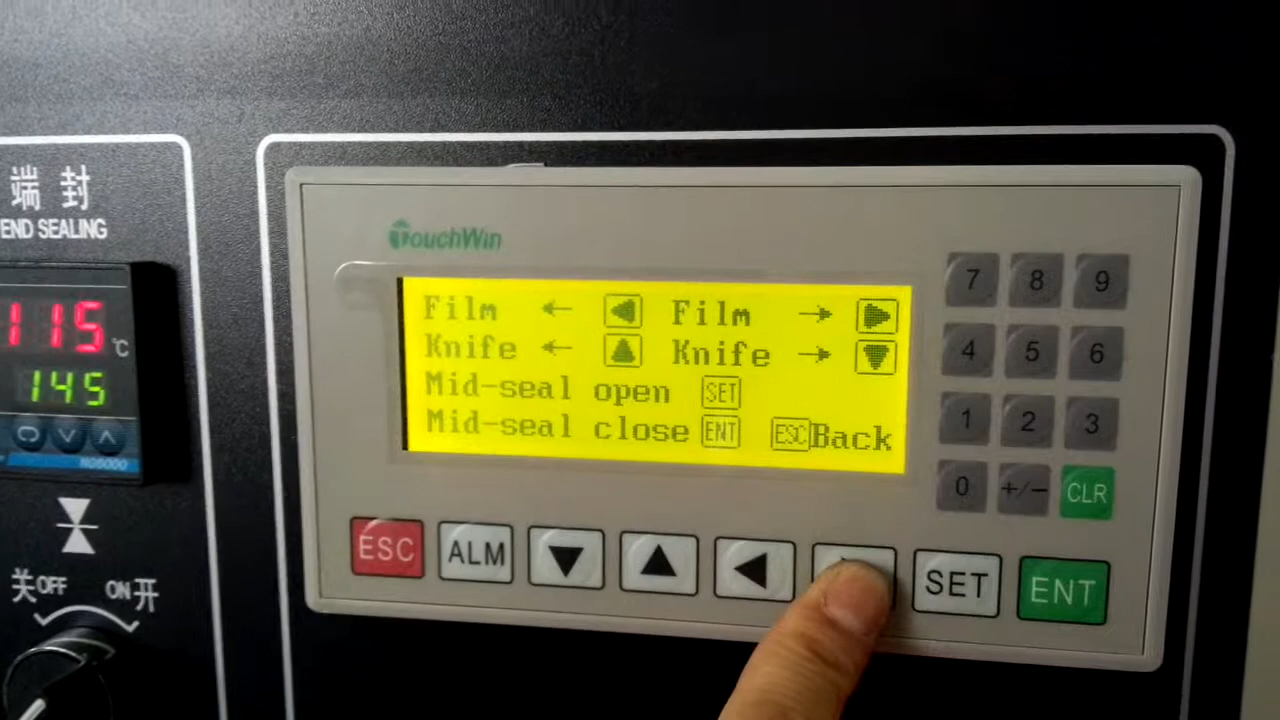 端封
END SEALING
115
℃
145
关OFF
ON开
TouchWin
Film ← ◀ Film → ▶
Knife ← ▲ Knife → ▼
Mid-seal open SET
Mid-seal close ENT ESC Back
7 8 9
4 5 6
1 2 3
0 +/- CLR
ESC ALM ▼ ▲ ◀ SET ENT